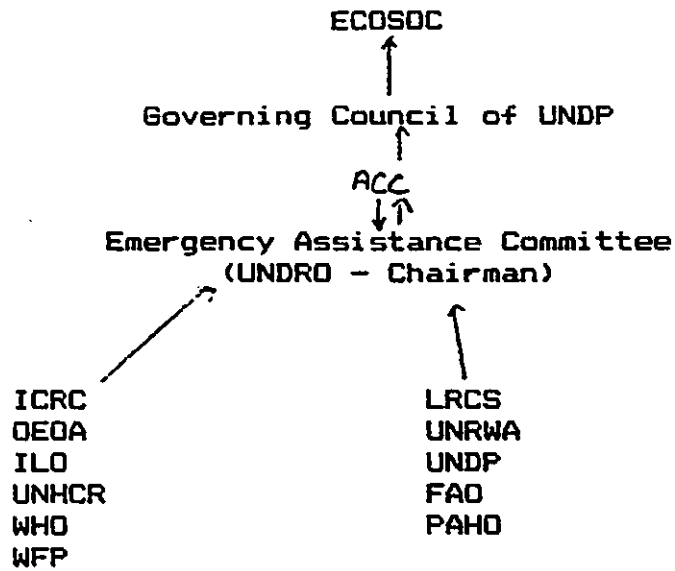 ECOSOC
Governing Council of UNDP
ACC
Emergency Assistance Committee
(UNDRO - Chairman)
ICRC
OEOA
ILO
UNHCR
WHO
WFP
LRCS
UNRWA
UNDP
FAO
PAHO